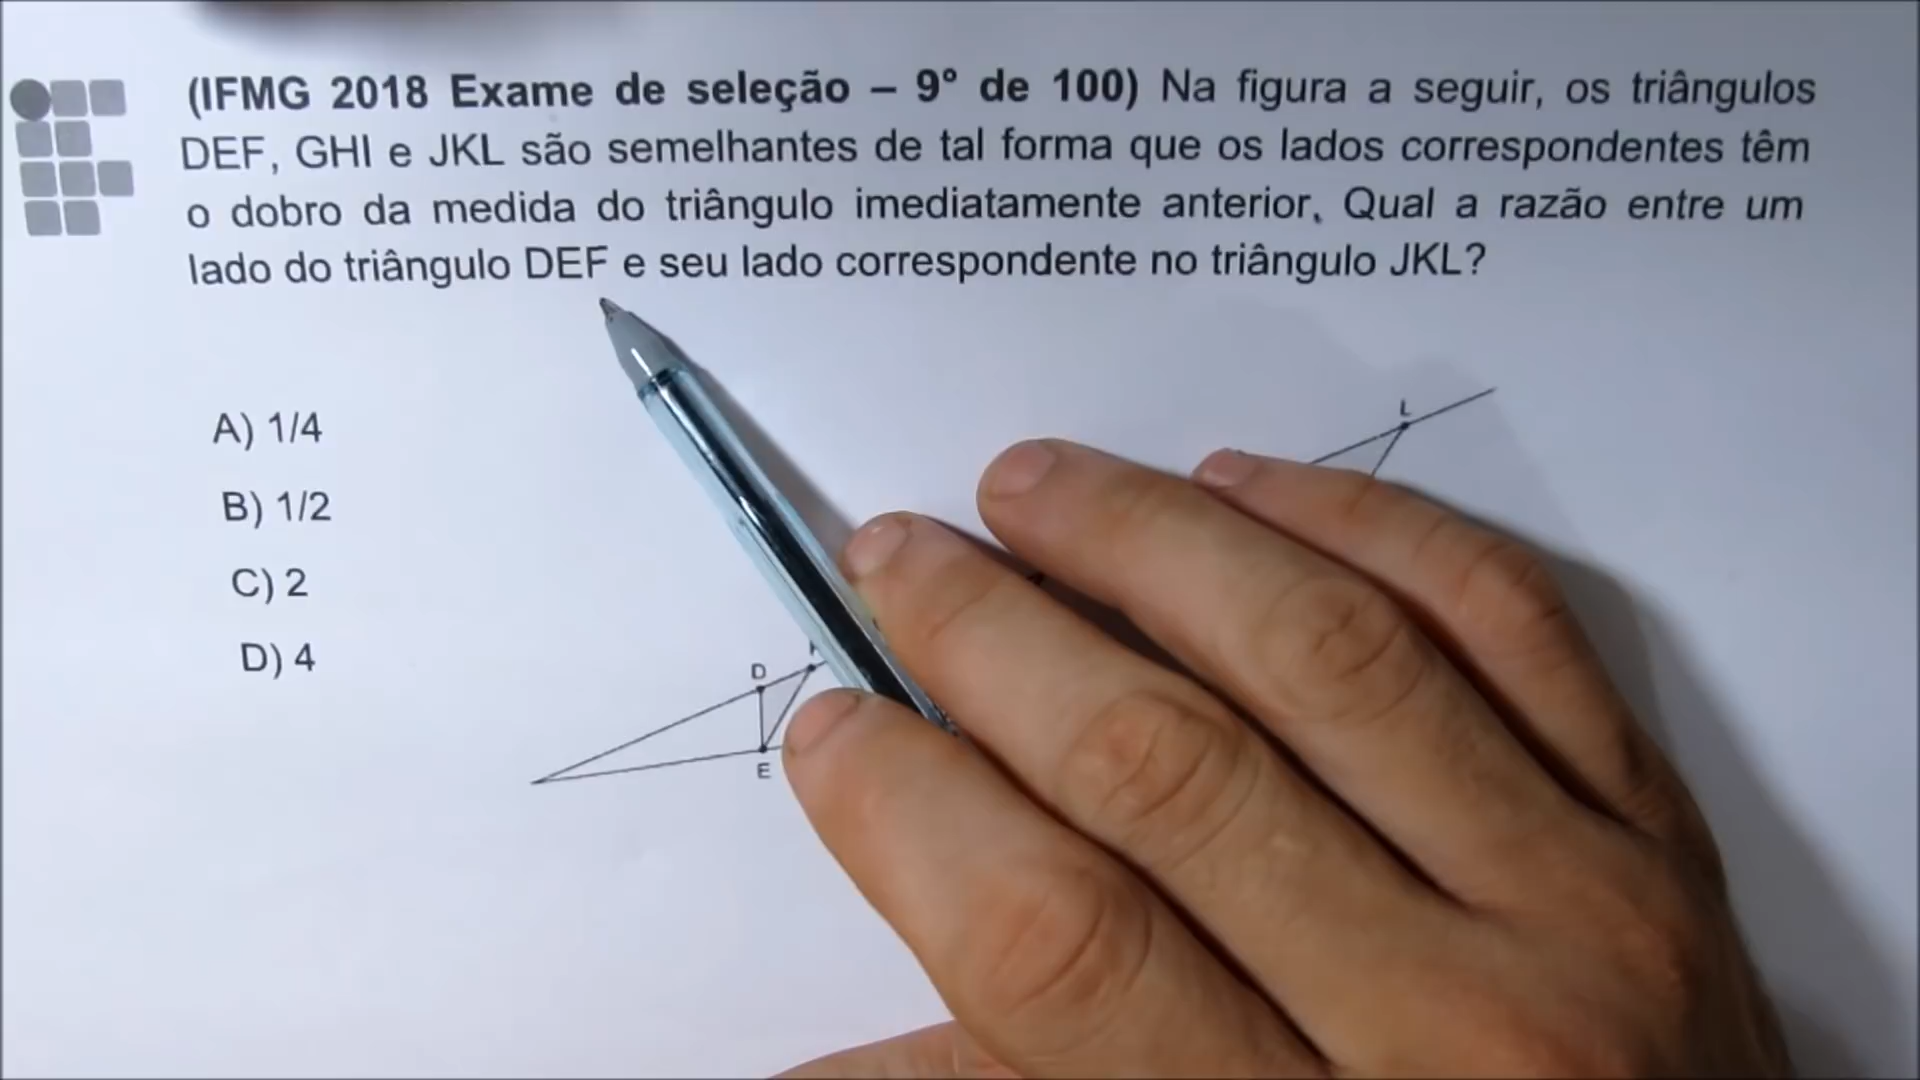 (IFMG 2018 Exame de seleção – 9º de 100) Na figura a seguir, os triângulos
DEF, GHI e JKL são semelhantes de tal forma que os lados correspondentes têm
o dobro da medida do triângulo imediatamente anterior. Qual a razão entre um
lado do triângulo DEF e seu lado correspondente no triângulo JKL?
A) 1/4
B) 1/2
C) 2
D) 4
L
D
E